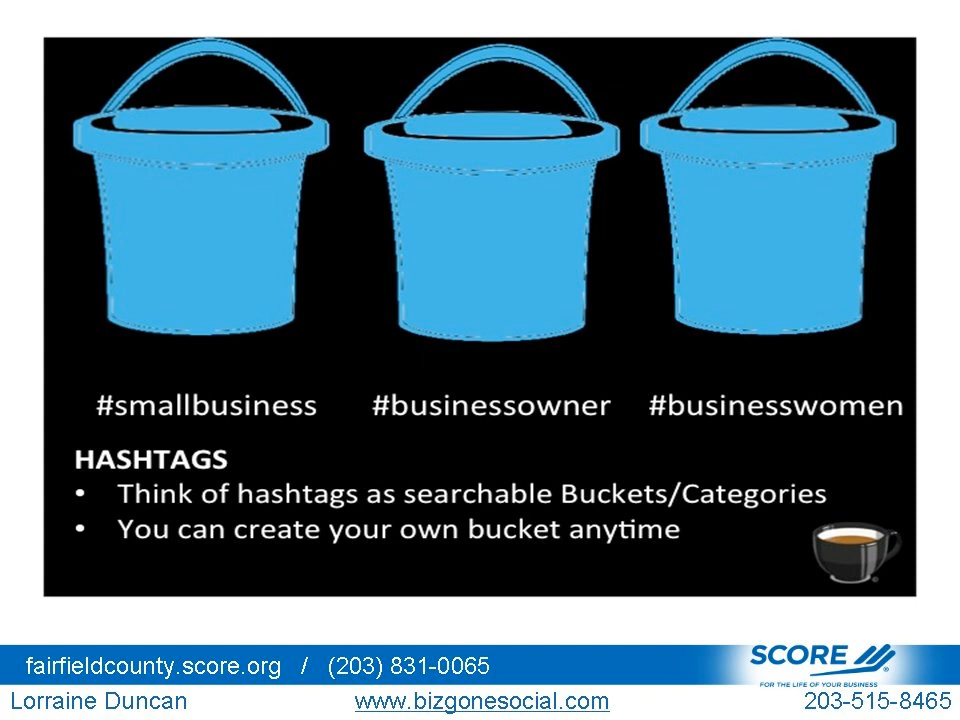 #smallbusiness #businessowner #businesswomen
HASHTAGS
• Think of hashtags as searchable Buckets/Categories
• You can create your own bucket anytime
fairfieldcounty.score.org / (203) 831-0065
SCORE
FOR THE LIFE OF YOUR BUSINESS
Lorraine Duncan www.bizgonesocial.com 203-515-8465